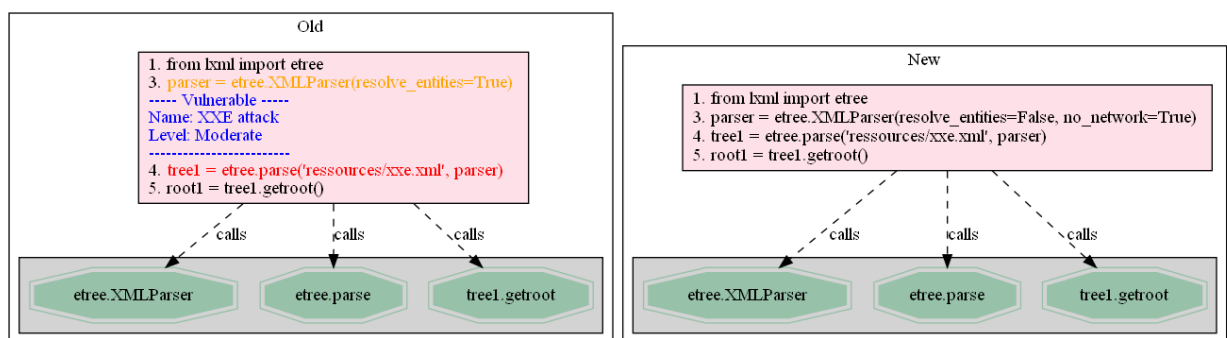 Old
1. from lxml import etree
3. parser = etree.XMLParser(resolve_entities=True)
----- Vulnerable -----
Name: XXE attack
Level: Moderate
--------------------------
4. tree1 = etree.parse('ressources/xxe.xml', parser)
5. root1 = tree1.getroot()
calls calls calls
etree.XMLParser etree.parse tree1.getroot
New
1. from lxml import etree
3. parser = etree.XMLParser(resolve_entities=False, no_network=True)
4. tree1 = etree.parse('ressources/xxe.xml', parser)
5. root1 = tree1.getroot()
calls calls calls
etree.XMLParser etree.parse tree1.getroot